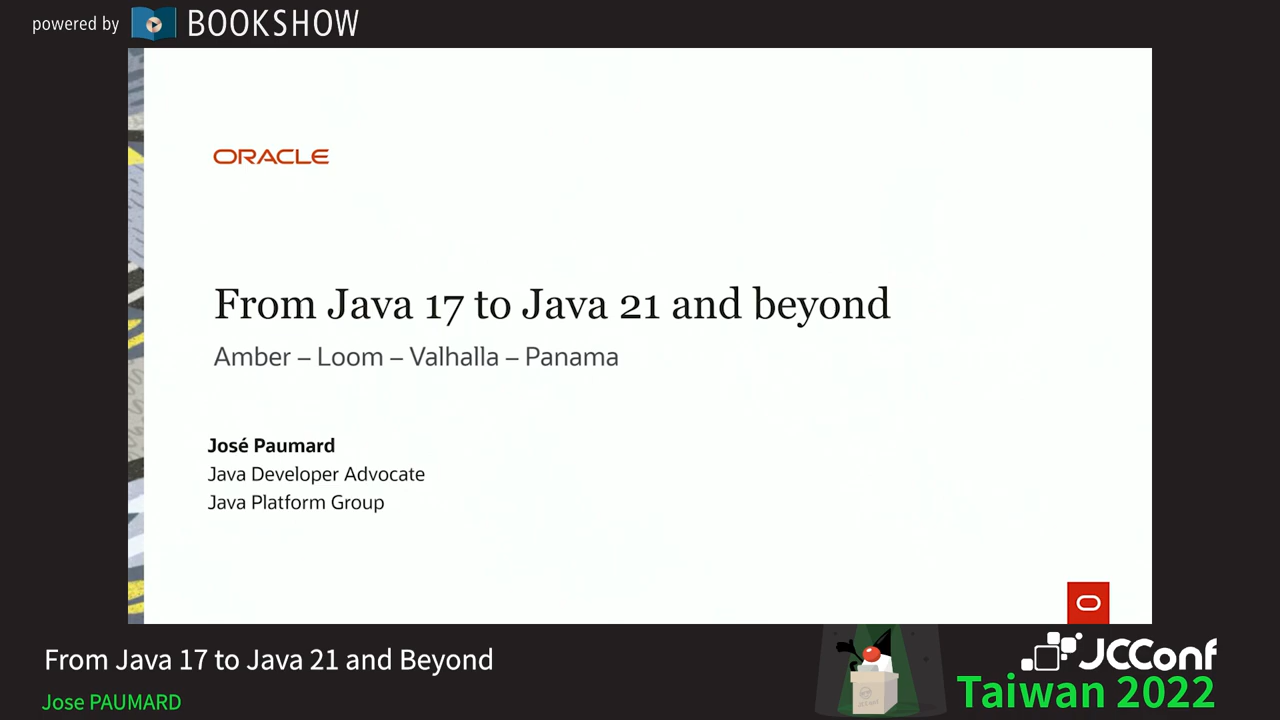 powered by BOOKSHOW
ORACLE
From Java 17 to Java 21 and beyond
Amber – Loom – Valhalla – Panama
José Paumard
Java Developer Advocate
Java Platform Group
From Java 17 to Java 21 and Beyond
Jose PAUMARD
JCConf
Taiwan 2022